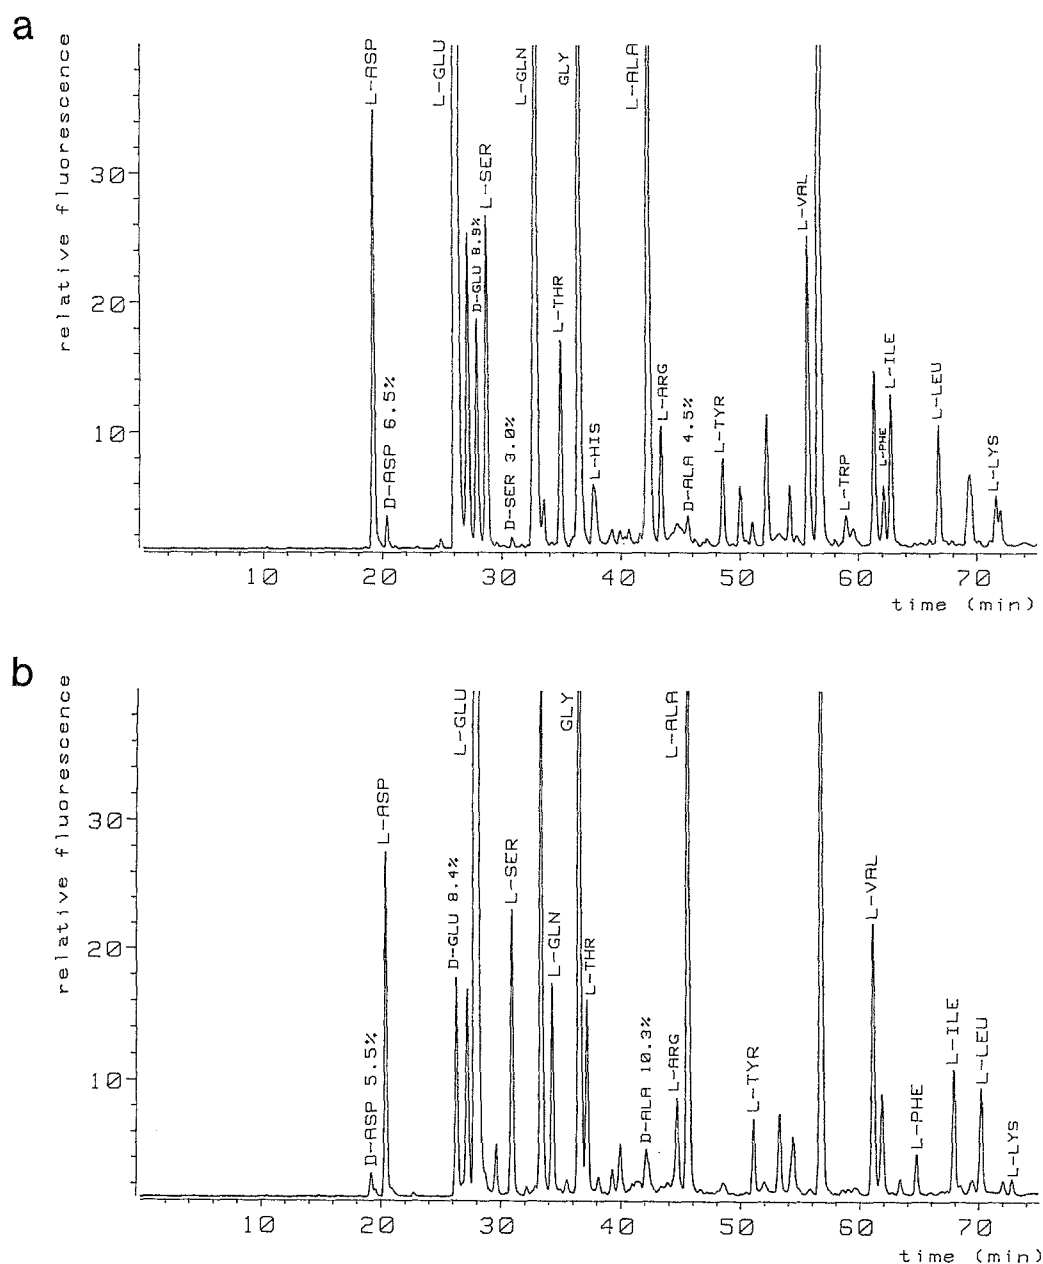 a
relative fluorescence
30
20
10
L-ASP
D-ASP 6.5%
L-GLU
D-GLU 8.9%
L-SER
D-SER 3.0%
L-GLN
L-THR
GLY
L-HIS
L-ALA
L-ARG
D-ALA 4.5%
L-TYR
L-VAL
L-TRP
L-PHE
L-ILE
L-LEU
L-LYS
10 20 30 40 50 60 70
time (min)
b
relative fluorescence
30
20
10
D-ASP 5.5%
L-ASP
D-GLU 8.4%
L-GLU
L-SER
L-GLN
GLY
L-THR
D-ALA 10.3%
L-ARG
L-ALA
L-TYR
L-VAL
L-PHE
L-ILE
L-LEU
L-LYS
10 20 30 40 50 60 70
time (min)